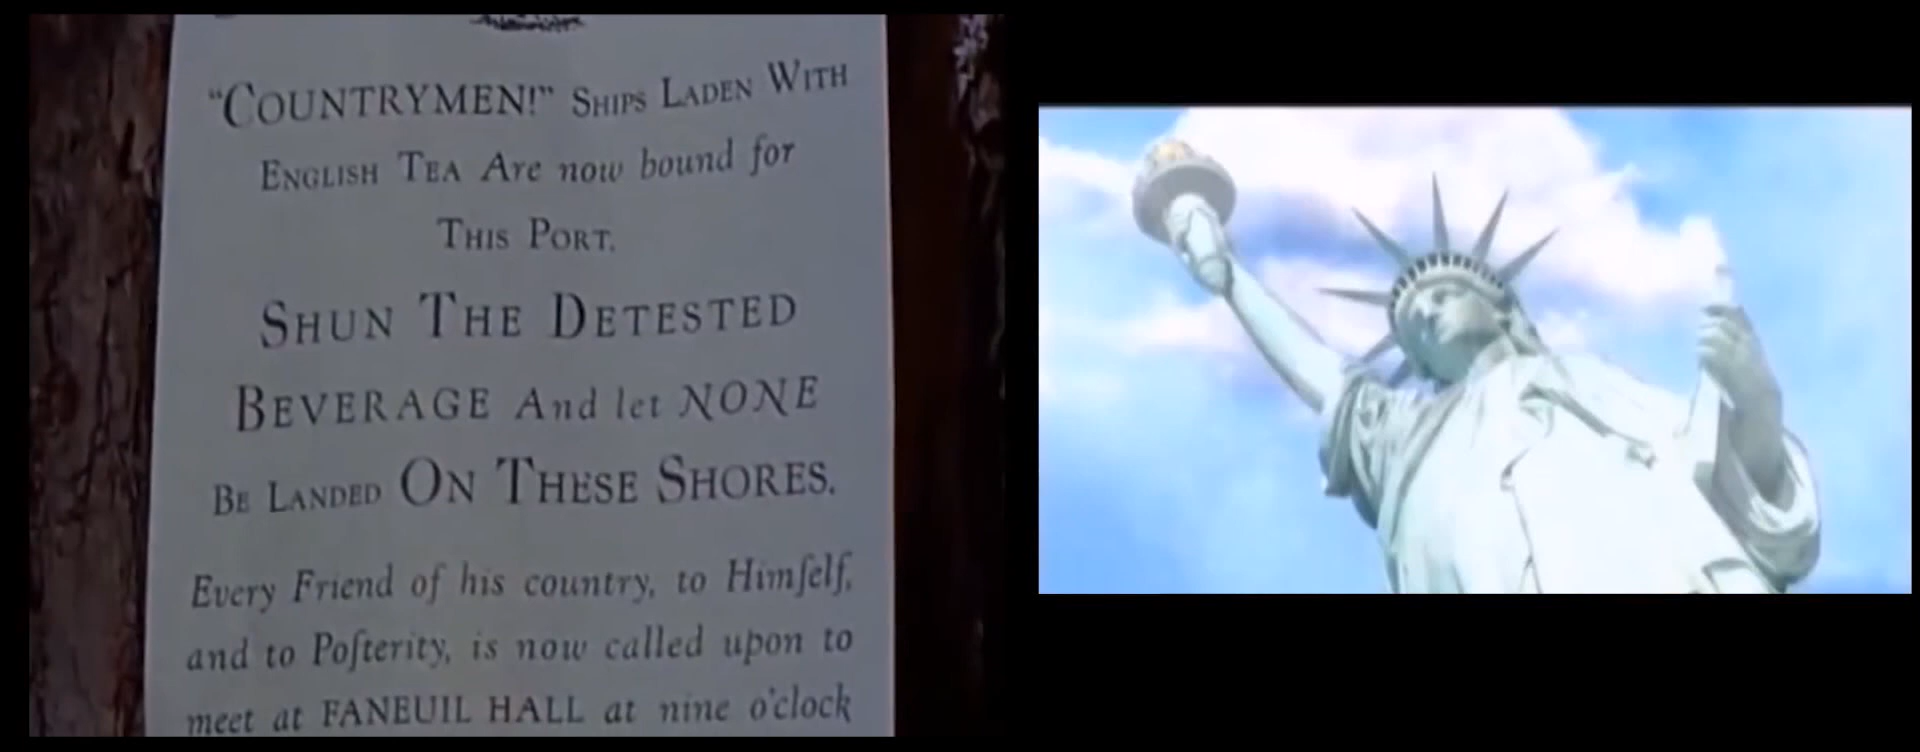 “COUNTRYMEN!” SHIPS LADEN WITH
ENGLISH TEA Are now bound for
THIS PORT.
SHUN THE DETESTED
BEVERAGE And let NONE
BE LANDED ON THESE SHORES.
Every Friend of his country, to Himſelf,
and to Poſterity, is now called upon to
meet at FANEUIL HALL at nine o'clock